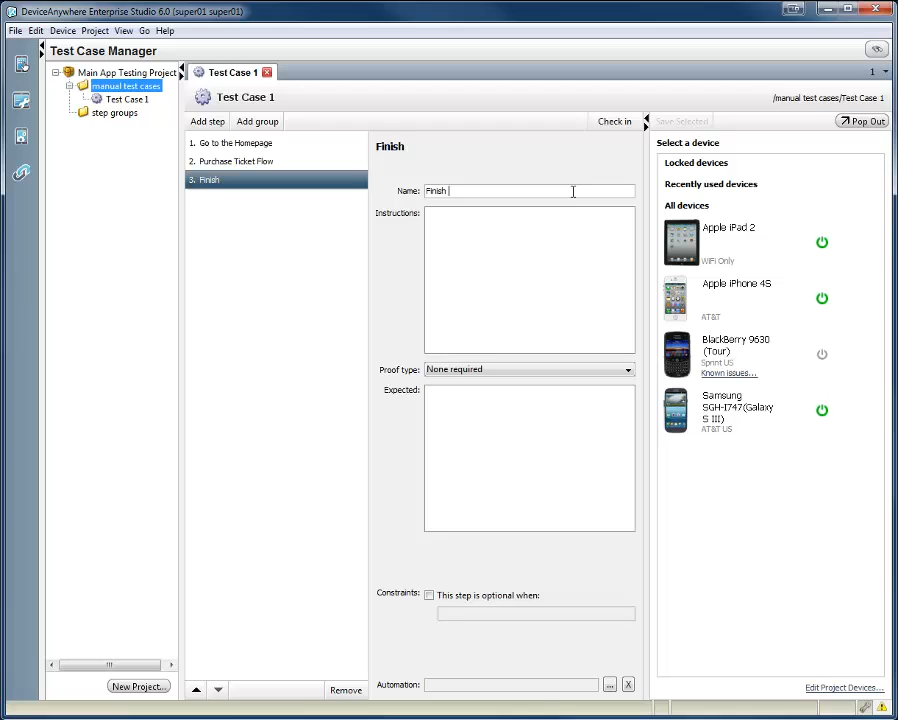 DeviceAnywhere Enterprise Studio 6.0 (super01 super01)
File Edit Device Project View Go Help
Test Case Manager
Main App Testing Project
manual test cases
Test Case 1
step groups
New Project...
Test Case 1
1
Test Case 1
/manual test cases/Test Case 1
Add step Add group Check in
1. Go to the Homepage
2. Purchase Ticket Flow
3. Finish
Remove
Finish
Name: Finish
Instructions:
Proof type: None required
Expected:
Constraints: This step is optional when:
Automation: ... X
Save Selected Pop Out
Select a device
Locked devices
Recently used devices
All devices
Apple iPad 2
WiFi Only
Apple iPhone 4S
AT&T
BlackBerry 9630
(Tour)
Sprint US
Known issues...
Samsung
SGH-I747(Galaxy
S III)
AT&T US
Edit Project Devices...